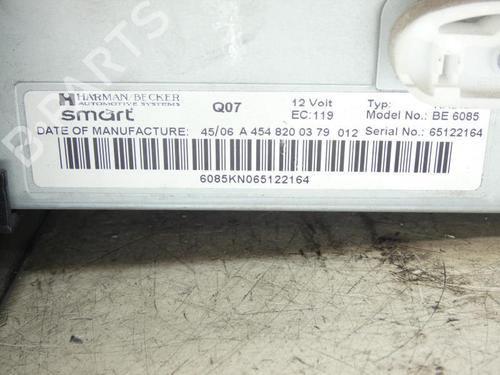 HARMAN/BECKER
AUTOMOTIVE SYSTEMS
smart
Q07
12 Volt
EC:119
Typ:
Model No.: BE 6085
DATE OF MANUFACTURE: 45/06 A 454 820 03 79 012 Serial No.: 65122164
6085KN065122164
B-PARTS